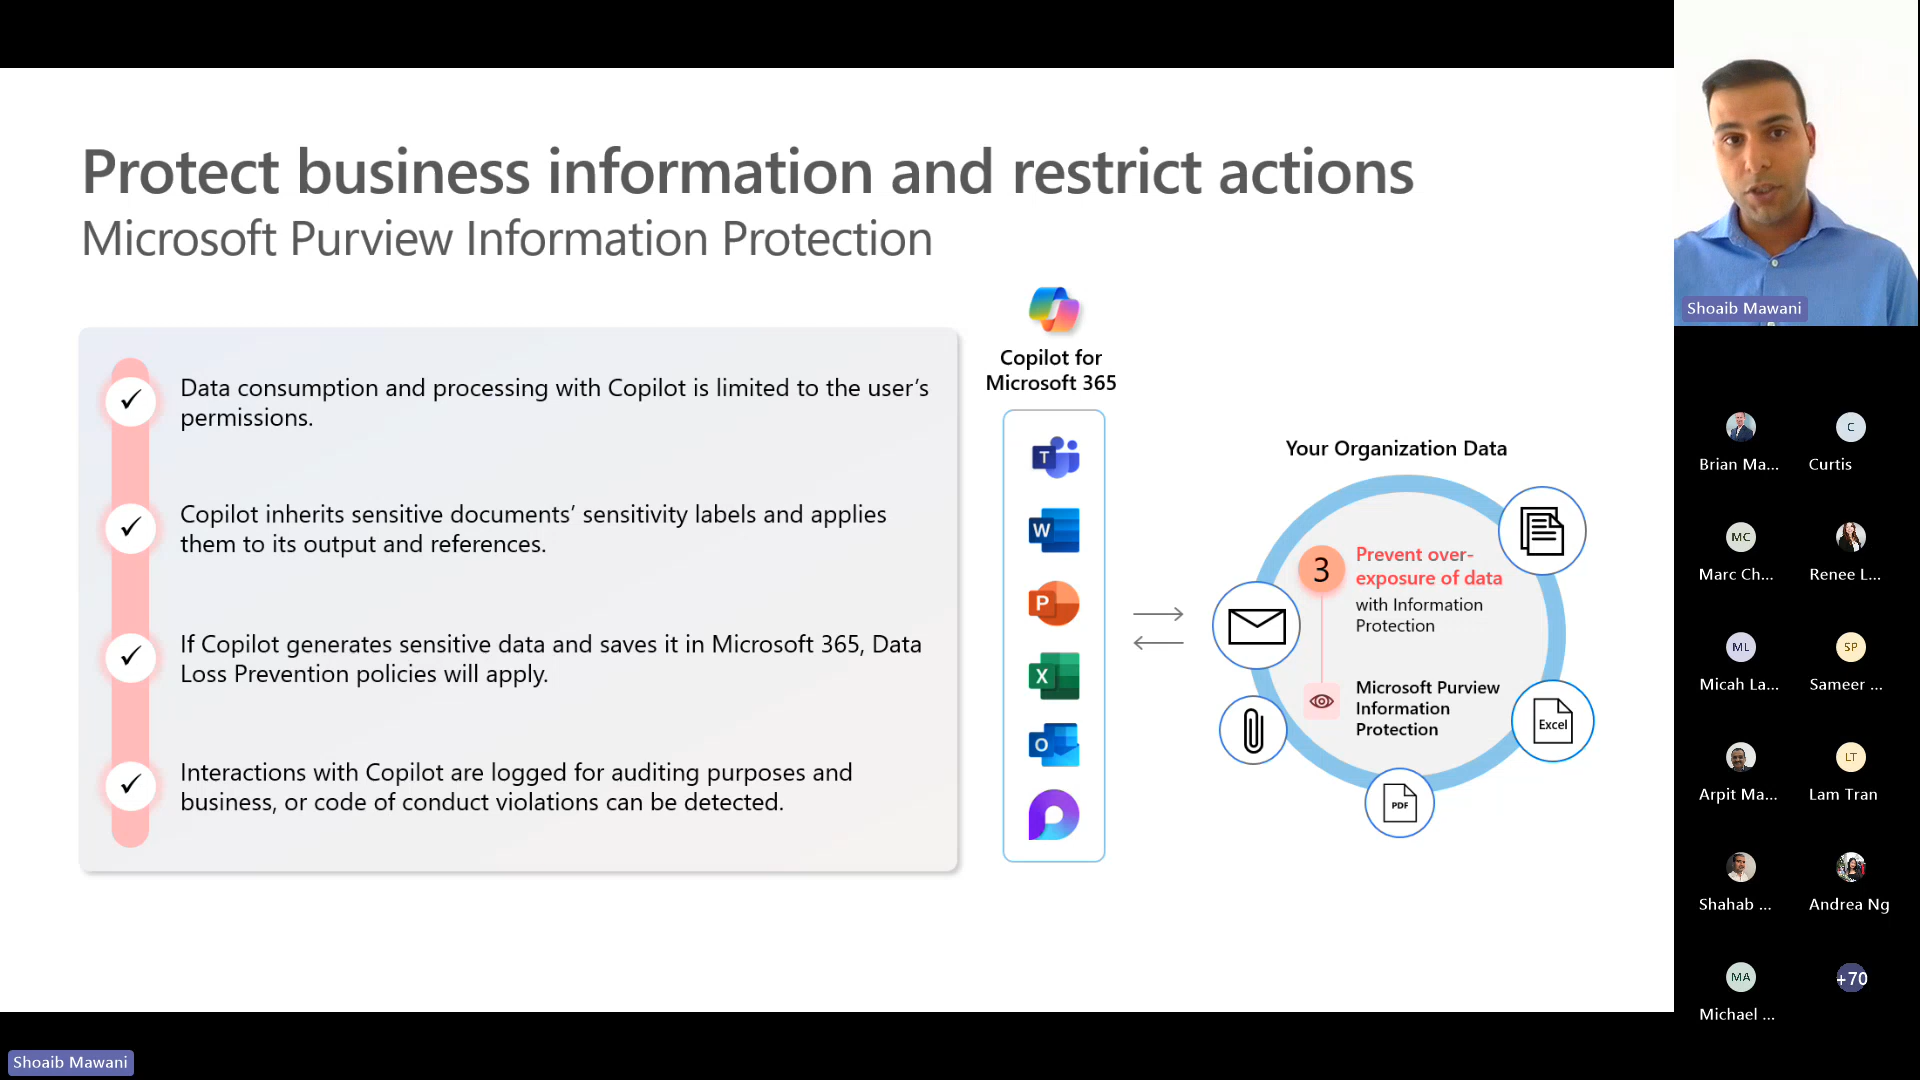 Protect business information and restrict actions
Microsoft Purview Information Protection
✓ Data consumption and processing with Copilot is limited to the user’s
permissions.
✓ Copilot inherits sensitive documents’ sensitivity labels and applies
them to its output and references.
✓ If Copilot generates sensitive data and saves it in Microsoft 365, Data
Loss Prevention policies will apply.
✓ Interactions with Copilot are logged for auditing purposes and
business, or code of conduct violations can be detected.
Copilot for
Microsoft 365
T
W
P
X
O
Your Organization Data
3
Prevent over-
exposure of data
with Information
Protection
Microsoft Purview
Information
Protection
Excel
PDF
Shoaib Mawani
Brian Ma...
C
Curtis
MC
Marc Ch...
Renee L...
ML
Micah La...
SP
Sameer ...
Arpit Ma...
LT
Lam Tran
Shahab ...
Andrea Ng
MA
Michael ...
+70
Shoaib Mawani